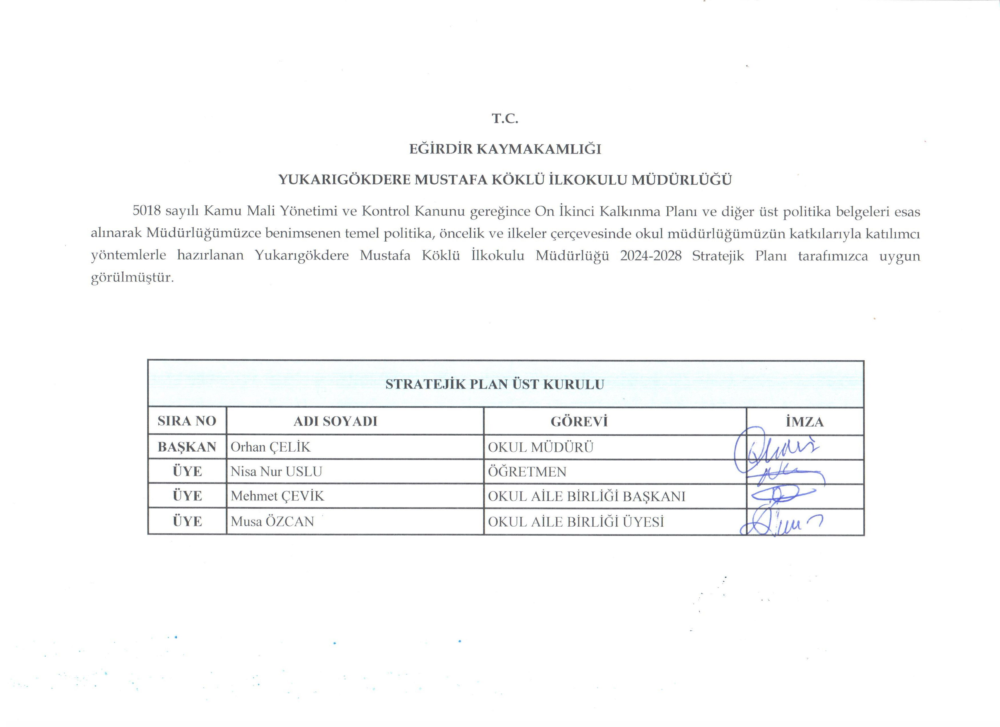 T.C.
EĞİRDİR KAYMAKAMLIĞI
YUKARIGÖKDERE MUSTAFA KÖKLÜ İLKOKULU MÜDÜRLÜĞÜ
5018 sayılı Kamu Mali Yönetimi ve Kontrol Kanunu gereğince On İkinci Kalkınma Planı ve diğer üst politika belgeleri esas
alınarak Müdürlüğümüzce benimsenen temel politika, öncelik ve ilkeler çerçevesinde okul müdürlüğümüzün katkılarıyla katılımcı
yöntemlerle hazırlanan Yukarıgökdere Mustafa Köklü İlkokulu Müdürlüğü 2024-2028 Stratejik Planı tarafımızca uygun
görülmüştür.
STRATEJİK PLAN ÜST KURULU
SIRA NO ADI SOYADI GÖREVİ İMZA
BAŞKAN Orhan ÇELİK OKUL MÜDÜRÜ
ÜYE Nisa Nur USLU ÖĞRETMEN
ÜYE Mehmet ÇEVİK OKUL AİLE BİRLİĞİ BAŞKANI
ÜYE Musa ÖZCAN OKUL AİLE BİRLİĞİ ÜYESİ